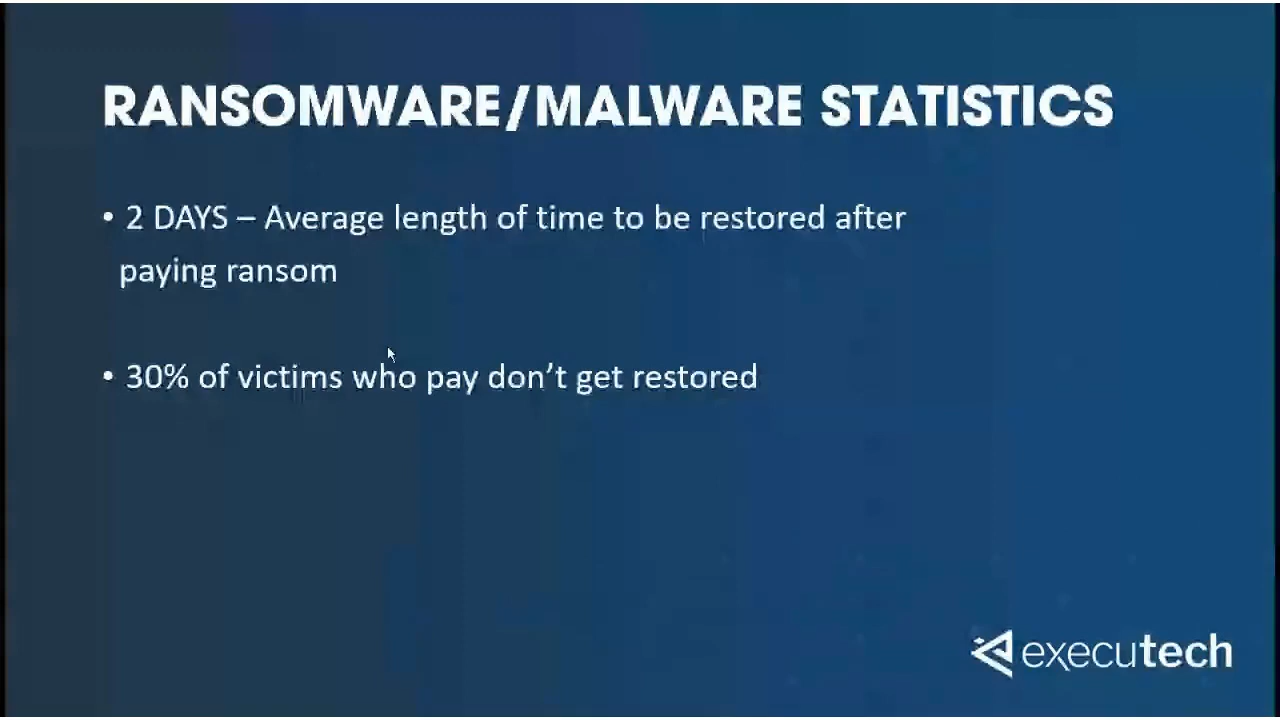 RANSOMWARE/MALWARE STATISTICS
• 2 DAYS – Average length of time to be restored after
paying ransom
• 30% of victims who pay don’t get restored
executech